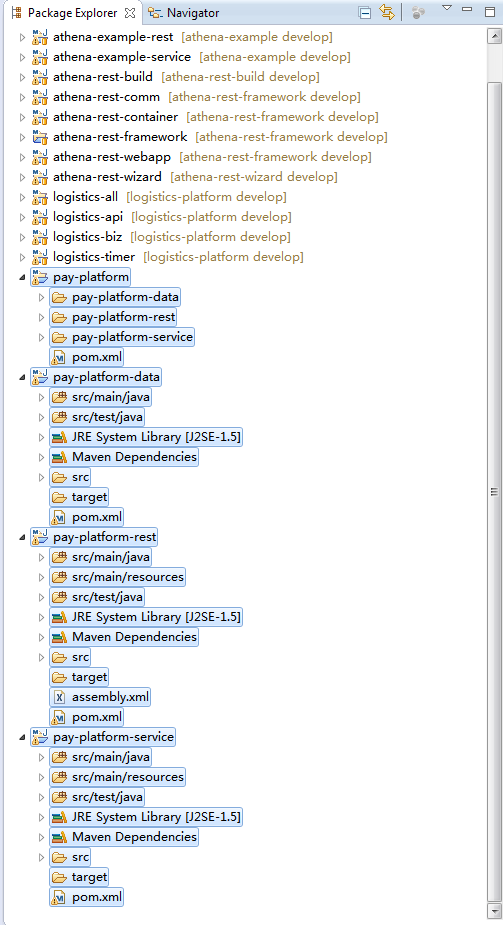 Package Explorer Navigator
athena-example-rest [athena-example develop]
athena-example-service [athena-example develop]
athena-rest-build [athena-rest-build develop]
athena-rest-comm [athena-rest-framework develop]
athena-rest-container [athena-rest-framework develop]
athena-rest-framework [athena-rest-framework develop]
athena-rest-webapp [athena-rest-framework develop]
athena-rest-wizard [athena-rest-wizard develop]
logistics-all [logistics-platform develop]
logistics-api [logistics-platform develop]
logistics-biz [logistics-platform develop]
logistics-timer [logistics-platform develop]
pay-platform
pay-platform-data
pay-platform-rest
pay-platform-service
pom.xml
pay-platform-data
src/main/java
src/test/java
JRE System Library [J2SE-1.5]
Maven Dependencies
src
target
pom.xml
pay-platform-rest
src/main/java
src/main/resources
src/test/java
JRE System Library [J2SE-1.5]
Maven Dependencies
src
target
assembly.xml
pom.xml
pay-platform-service
src/main/java
src/main/resources
src/test/java
JRE System Library [J2SE-1.5]
Maven Dependencies
src
target
pom.xml